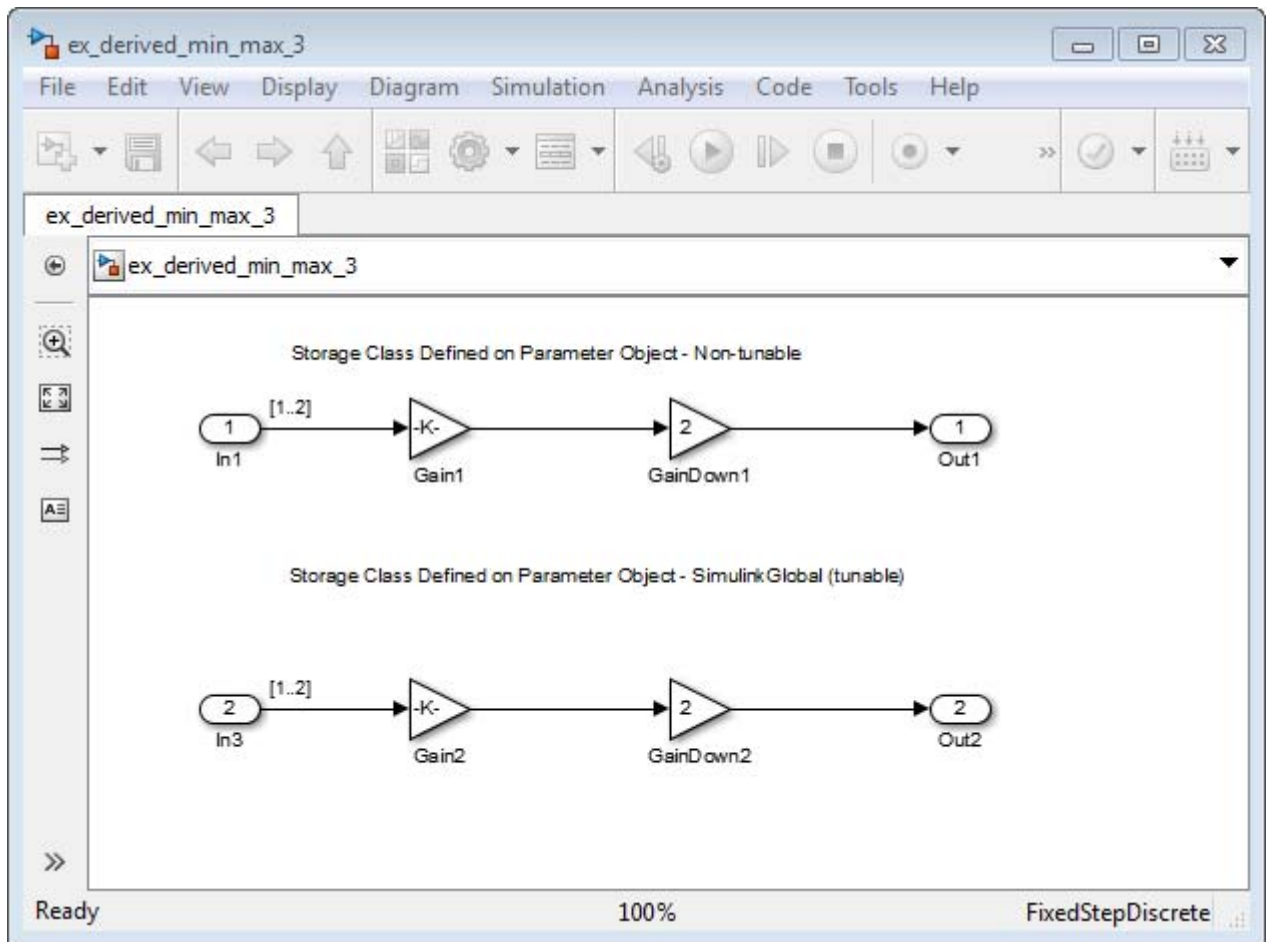 ex_derived_min_max_3
File Edit View Display Diagram Simulation Analysis Code Tools Help
ex_derived_min_max_3
ex_derived_min_max_3
Storage Class Defined on Parameter Object - Non-tunable
[1..2]
1 -K- 2 1
In1 Gain1 GainDown1 Out1
Storage Class Defined on Parameter Object - SimulinkGlobal (tunable)
[1..2]
2 -K- 2 2
In3 Gain2 GainDown2 Out2
Ready 100% FixedStepDiscrete